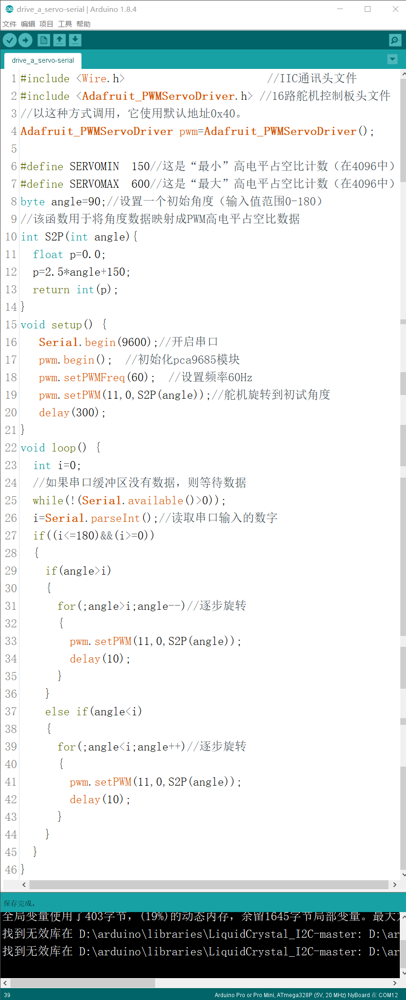 drive_a_servo-serial | Arduino 1.8.4
文件 编辑 项目 工具 帮助
drive_a_servo-serial
1 #include <Wire.h> //IIC通讯头文件
2 #include <Adafruit_PWMServoDriver.h> //16路舵机控制板头文件
3 //以这种方式调用，它使用默认地址0x40。
4 Adafruit_PWMServoDriver pwm=Adafruit_PWMServoDriver();
5
6 #define SERVOMIN  150//这是“最小”高电平占空比计数（在4096中）
7 #define SERVOMAX  600//这是“最大”高电平占空比计数（在4096中）
8 byte angle=90;//设置一个初始角度（输入值范围0-180）
9 //该函数用于将角度数据映射成PWM高电平占空比数据
10 int S2P(int angle){
11   float p=0.0;
12   p=2.5*angle+150;
13   return int(p);
14 }
15 void setup() {
16    Serial.begin(9600);//开启串口
17    pwm.begin();  //初始化pca9685模块
18    pwm.setPWMFreq(60);  //设置频率60Hz
19    pwm.setPWM(11,0,S2P(angle));//舵机旋转到初试角度
20    delay(300);
21 }
22 void loop() {
23   int i=0;
24   //如果串口缓冲区没有数据，则等待数据
25   while(!(Serial.available()>0));
26   i=Serial.parseInt();//读取串口输入的数字
27   if((i<=180)&&(i>=0))
28   {
29     if(angle>i)
30     {
31       for(;angle>i;angle--)//逐步旋转
32       {
33         pwm.setPWM(11,0,S2P(angle));
34         delay(10);
35       }
36     }
37     else if(angle<i)
38     {
39       for(;angle<i;angle++)//逐步旋转
40       {
41         pwm.setPWM(11,0,S2P(angle));
42         delay(10);
43       }
44     }
45   }
46 }
保存完成。
全局变量使用了403字节，(19%)的动态内存，余留1645字节局部变量。最大
找到无效库在 D:\arduino\libraries\LiquidCrystal_I2C-master: D:\ar
找到无效库在 D:\arduino\libraries\LiquidCrystal_I2C-master: D:\ar
39 Arduino Pro or Pro Mini, ATmega328P (5V, 20 MHz) NyBoard 在 COM12